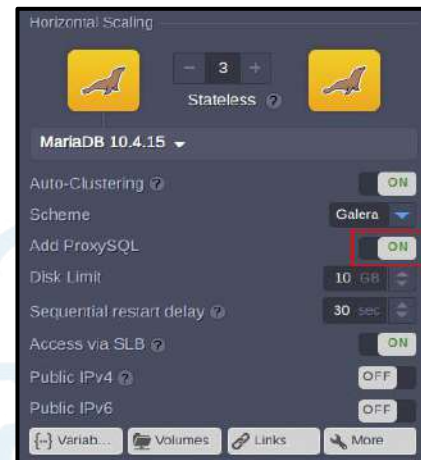 Horizontal Scaling
− 3 +
Stateless ?
MariaDB 10.4.15
Auto-Clustering ? ON
Scheme Galera
Add ProxySQL ON
Disk Limit 10 GB
Sequential restart delay ? 30 sec
Access via SLB ? ON
Public IPv4 ? OFF
Public IPv6 OFF
{··} Variab... Volumes Links More